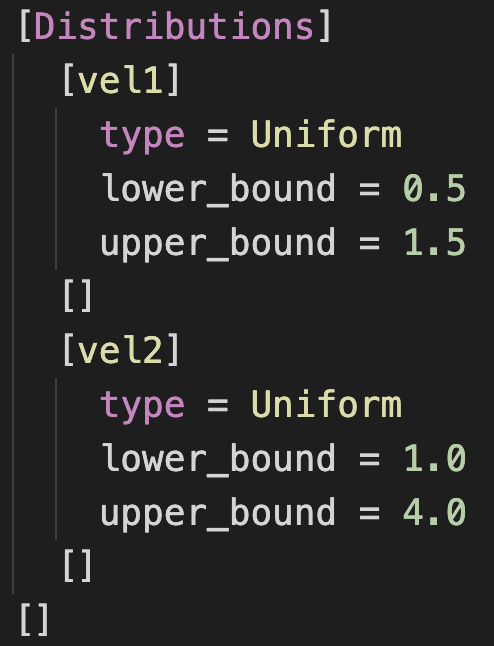 [Distributions]
[vel1]
type = Uniform
lower_bound = 0.5
upper_bound = 1.5
[]
[vel2]
type = Uniform
lower_bound = 1.0
upper_bound = 4.0
[]
[]